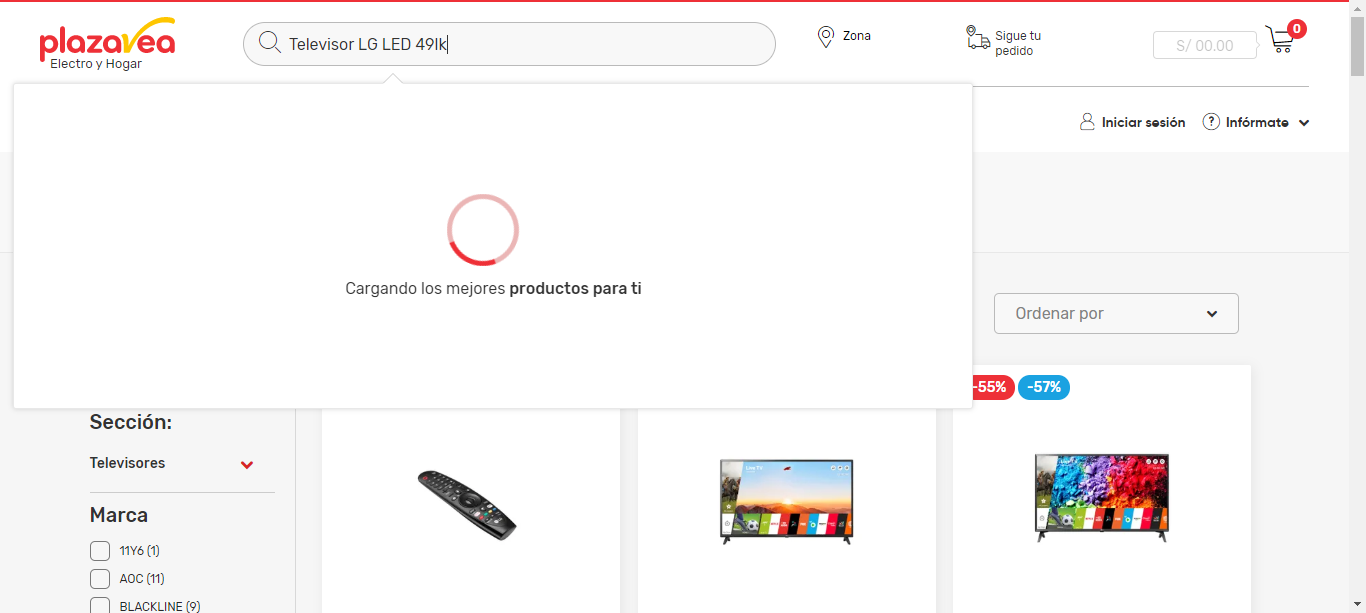 plazavea
Electro y Hogar
Televisor LG LED 49lk
Zona
Sigue tu
pedido
S/ 00.00
0
Iniciar sesión
Infórmate
Cargando los mejores productos para ti
Ordenar por
-55%
-57%
Sección:
Televisores
Marca
11Y6 (1)
AOC (11)
BLACKLINE (9)